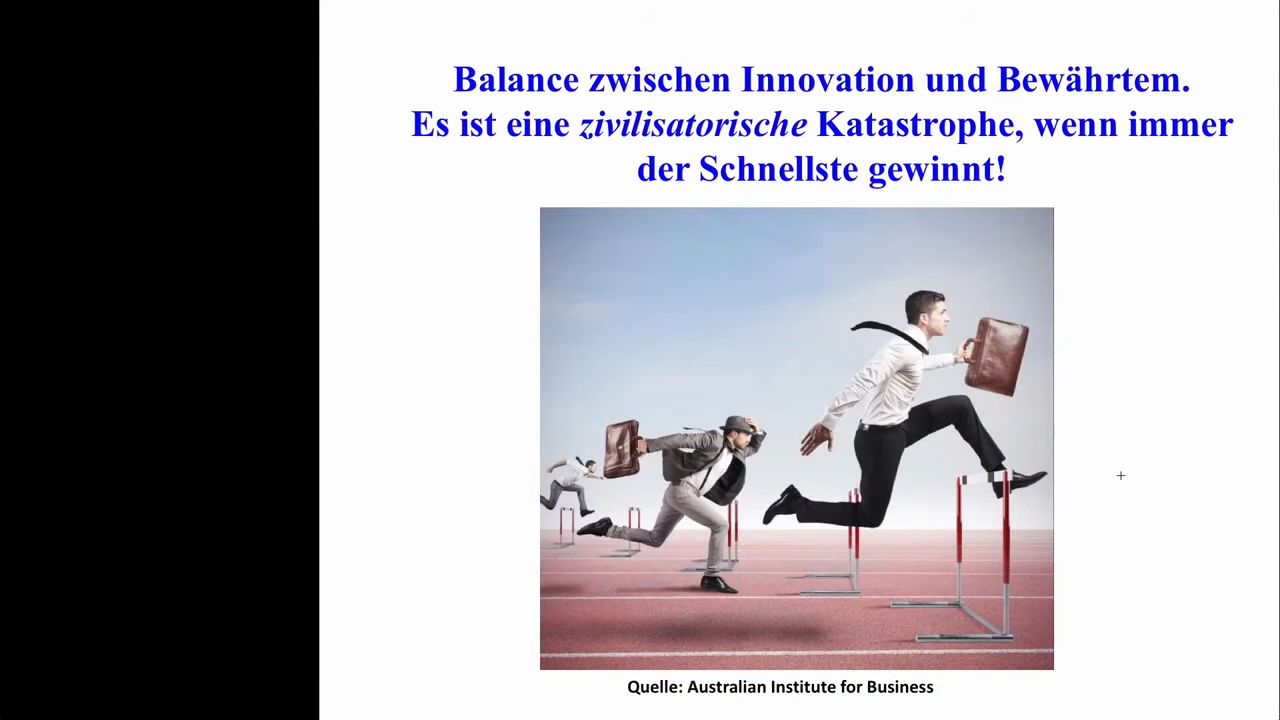 Balance zwischen Innovation und Bewährtem.
Es ist eine zivilisatorische Katastrophe, wenn immer
der Schnellste gewinnt!
Quelle: Australian Institute for Business